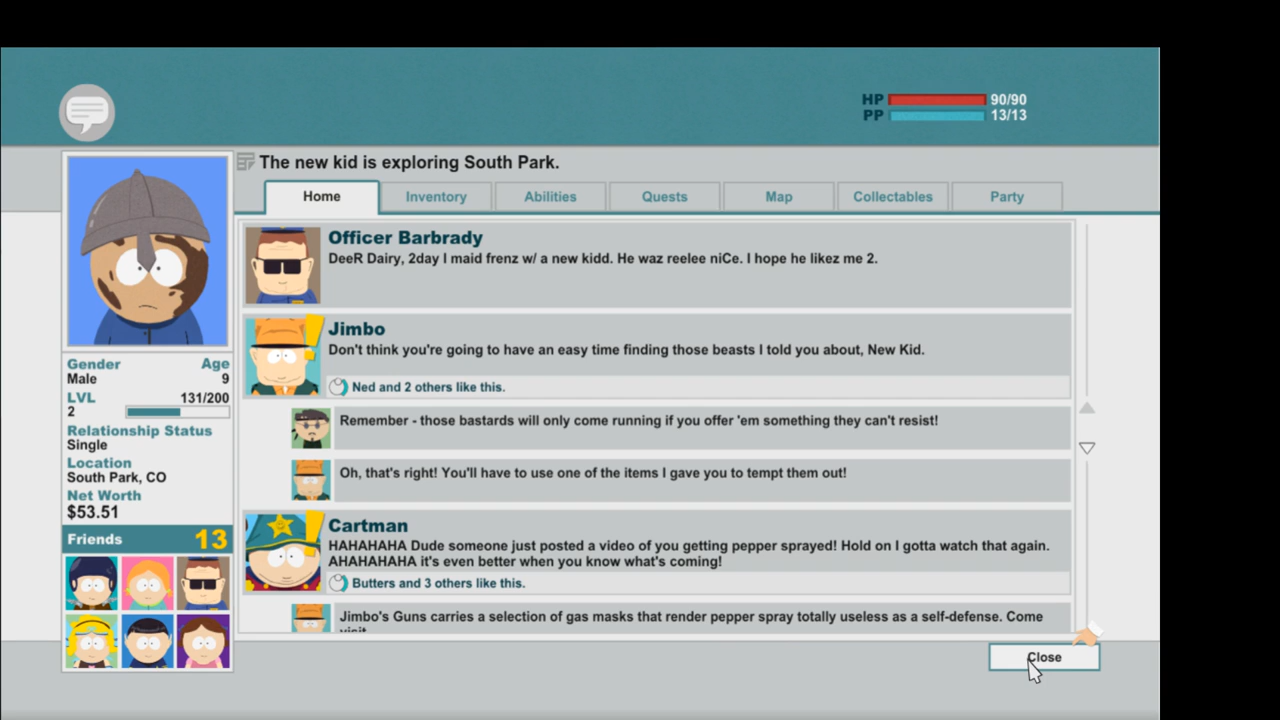 HP 90/90
PP 13/13
The new kid is exploring South Park.
Home Inventory Abilities Quests Map Collectables Party
Gender Age
Male 9
LVL 131/200
2
Relationship Status
Single
Location
South Park, CO
Net Worth
$53.51
Friends 13
Officer Barbrady
DeeR Dairy, 2day I maid frenz w/ a new kidd. He waz reelee niCe. I hope he likez me 2.
Jimbo
Don't think you're going to have an easy time finding those beasts I told you about, New Kid.
Ned and 2 others like this.
Remember - those bastards will only come running if you offer 'em something they can't resist!
Oh, that's right! You'll have to use one of the items I gave you to tempt them out!
Cartman
HAHAHAHA Dude someone just posted a video of you getting pepper sprayed! Hold on I gotta watch that again.
AHAHAHAHA it's even better when you know what's coming!
Butters and 3 others like this.
Jimbo's Guns carries a selection of gas masks that render pepper spray totally useless as a self-defense. Come
visit
Close